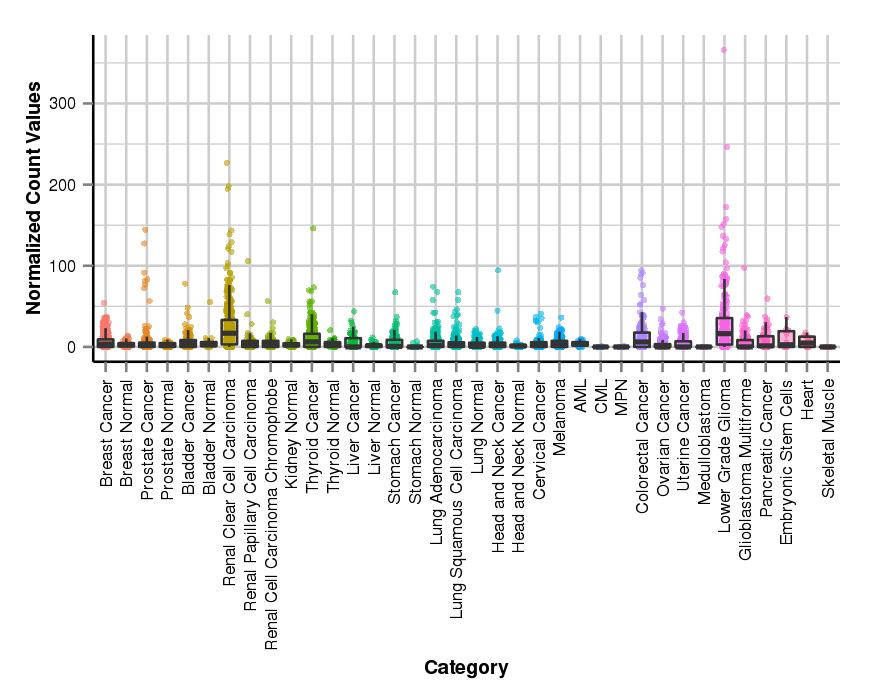 Normalized Count Values
300
200
100
0
Breast Cancer
Breast Normal
Prostate Cancer
Prostate Normal
Bladder Cancer
Bladder Normal
Renal Clear Cell Carcinoma
Renal Papillary Cell Carcinoma
Renal Cell Carcinoma Chromophobe
Kidney Normal
Thyroid Cancer
Thyroid Normal
Liver Cancer
Liver Normal
Stomach Cancer
Stomach Normal
Lung Adenocarcinoma
Lung Squamous Cell Carcinoma
Lung Normal
Head and Neck Cancer
Head and Neck Normal
Cervical Cancer
Melanoma
AML
CML
MPN
Colorectal Cancer
Ovarian Cancer
Uterine Cancer
Medulloblastoma
Lower Grade Glioma
Glioblastoma Multiforme
Pancreatic Cancer
Embryonic Stem Cells
Heart
Skeletal Muscle
Category